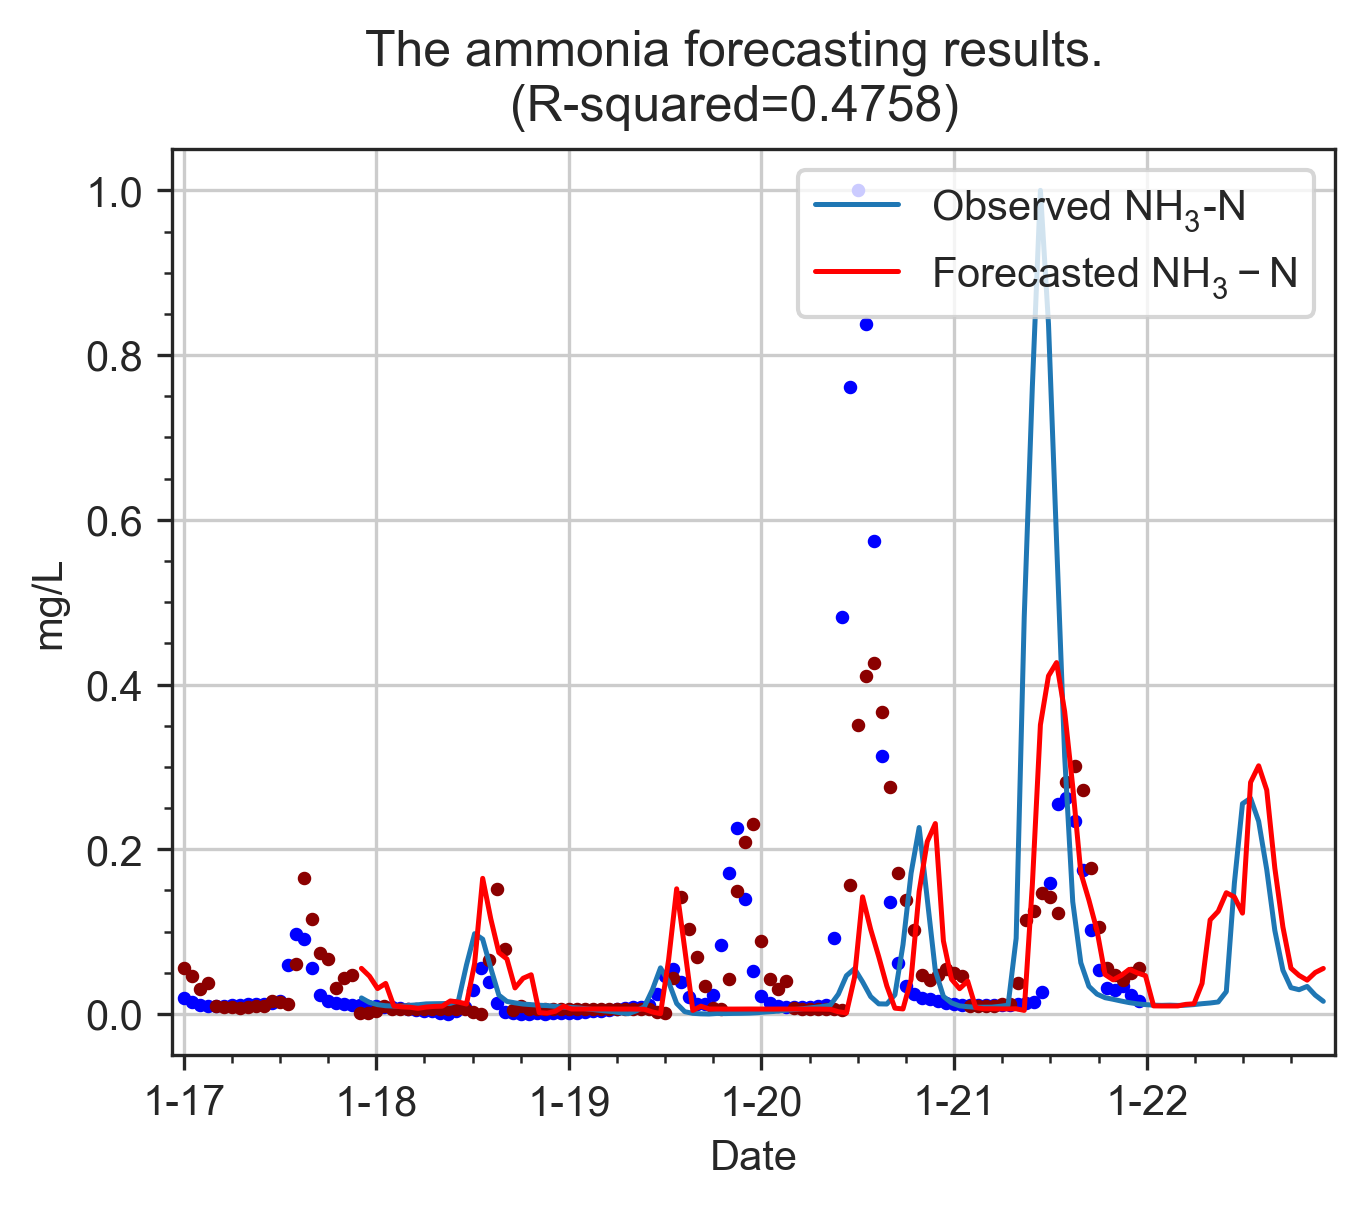 The ammonia forecasting results.
(R-squared=0.4758)
Observed NH₃-N
Forecasted NH₃ − N
1.0
0.8
0.6
0.4
0.2
0.0
mg/L
1-17 1-18 1-19 1-20 1-21 1-22
Date